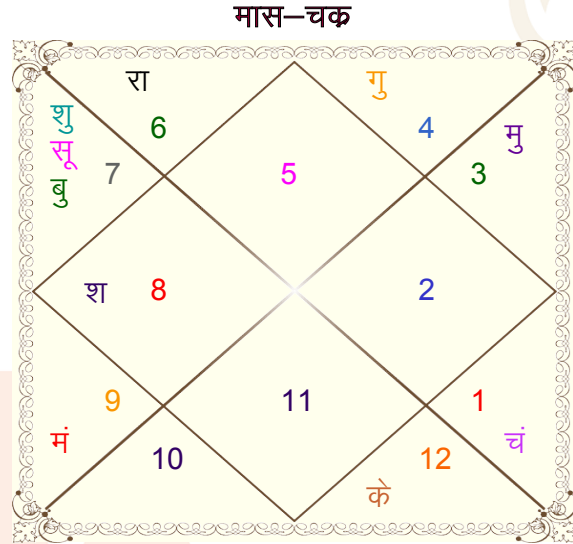 मास–चक्र
रा गु
शु 6 4 मु
सू
बु 7 5 3
श 8 2
9 11 1
मं 10 12 चं
के